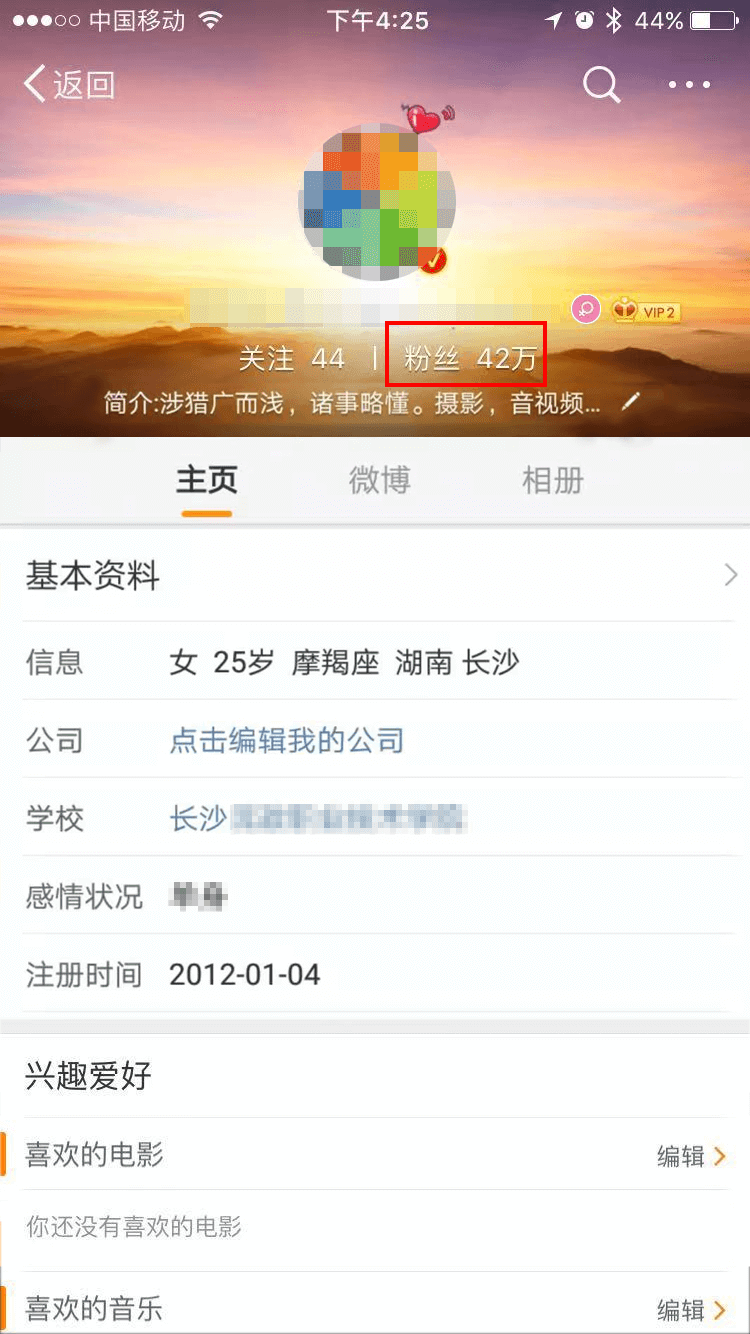 中国移动 下午4:25 44%
返回
VIP 2
关注 44 | 粉丝 42万
简介:涉猎广而浅，诸事略懂。摄影，音视频...
主页 微博 相册
基本资料
信息 女 25岁 摩羯座 湖南 长沙
公司 点击编辑我的公司
学校 长沙
感情状况
注册时间 2012-01-04
兴趣爱好
喜欢的电影 编辑
你还没有喜欢的电影
喜欢的音乐 编辑